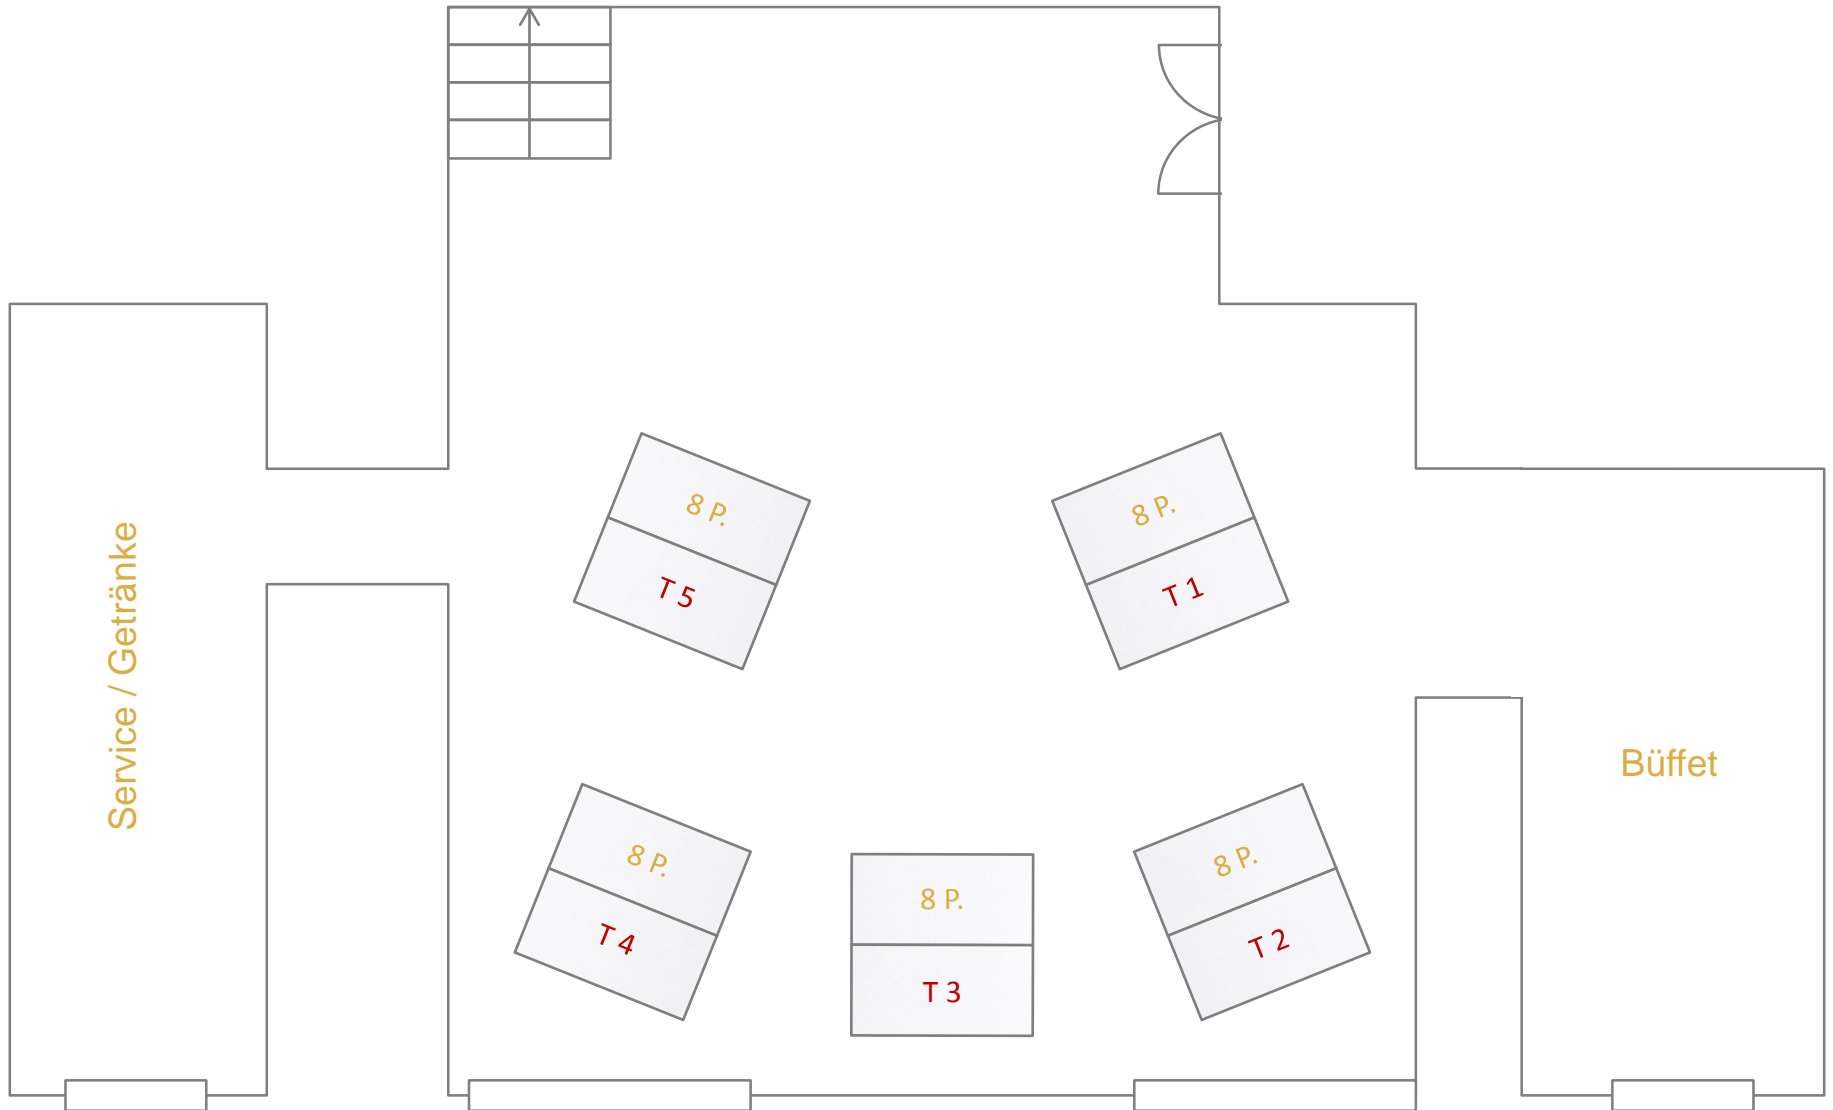 8 P.
T 5
8 P.
T 1
Service / Getränke
Büffet
8 P.
T 4
8 P.
T 3
8 P.
T 2